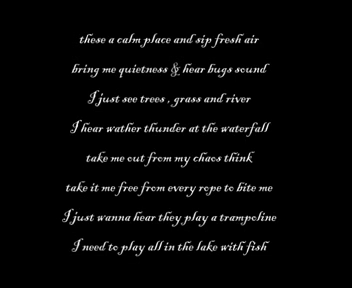 these a calm place and sip fresh air
bring me quietness & hear bugs sound
I just see trees , grass and river
I hear wather thunder at the waterfall
take me out from my chaos think
take it me free from every rope to bite me
I just wanna hear they play a trampoline
I need to play all in the lake with fish